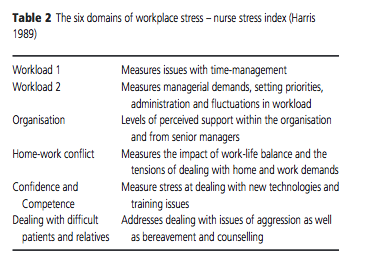 Table 2 The six domains of workplace stress – nurse stress index (Harris
1989)
Workload 1 Measures issues with time-management
Workload 2 Measures managerial demands, setting priorities,
administration and fluctuations in workload
Organisation Levels of perceived support within the organisation
and from senior managers
Home-work conflict Measures the impact of work-life balance and the
tensions of dealing with home and work demands
Confidence and Measure stress at dealing with new technologies and
Competence training issues
Dealing with difficult Addresses dealing with issues of aggression as well
patients and relatives as bereavement and counselling